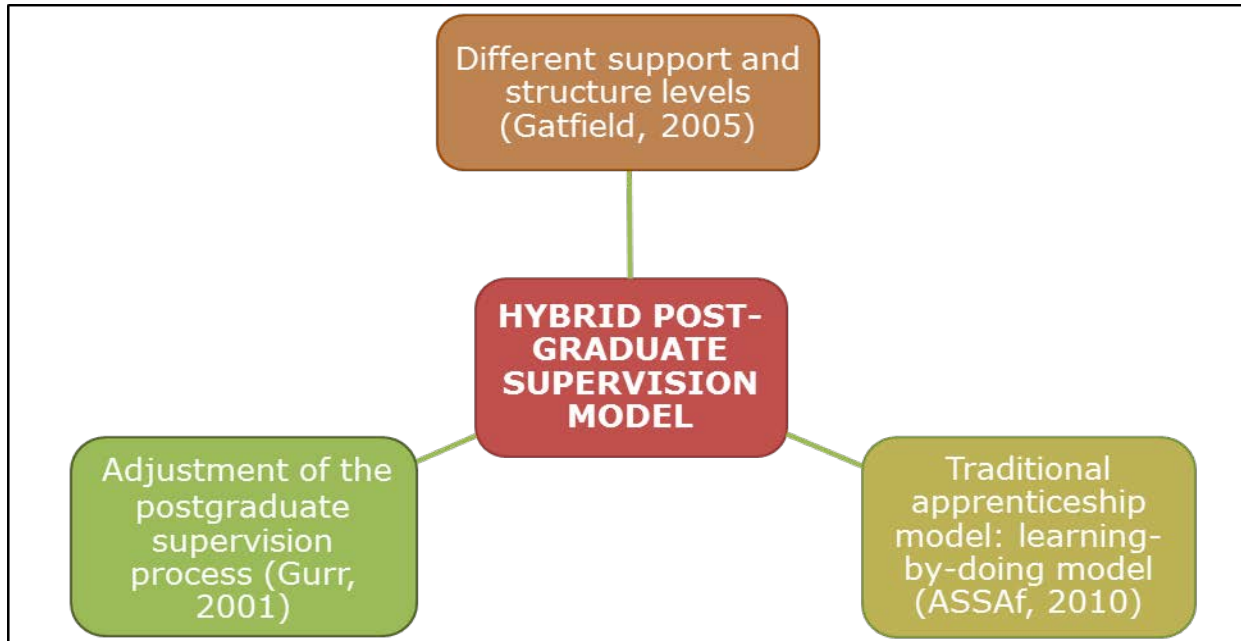 Different support and
structure levels
(Gatfield, 2005)
HYBRID POST-
GRADUATE
SUPERVISION
MODEL
Adjustment of the
postgraduate
supervision
process (Gurr,
2001)
Traditional
apprenticeship
model: learning-
by-doing model
(ASSAf, 2010)